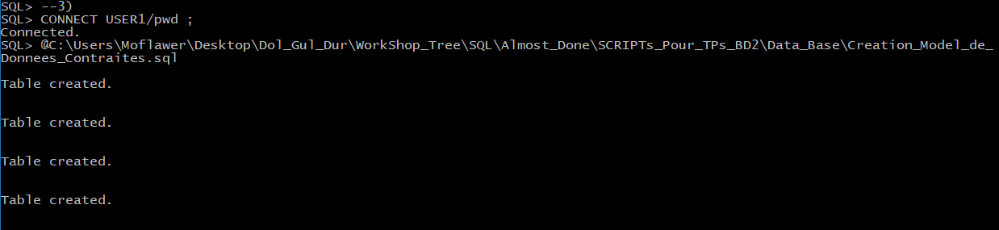 SQL> --3)
SQL> CONNECT USER1/pwd ;
Connected.
SQL> @C:\Users\Moflawer\Desktop\Dol_Gul_Dur\WorkShop_Tree\SQL\Almost_Done\SCRIPTs_Pour_TPs_BD2\Data_Base\Creation_Model_de_
Donnees_Contraites.sql
Table created.
Table created.
Table created.
Table created.